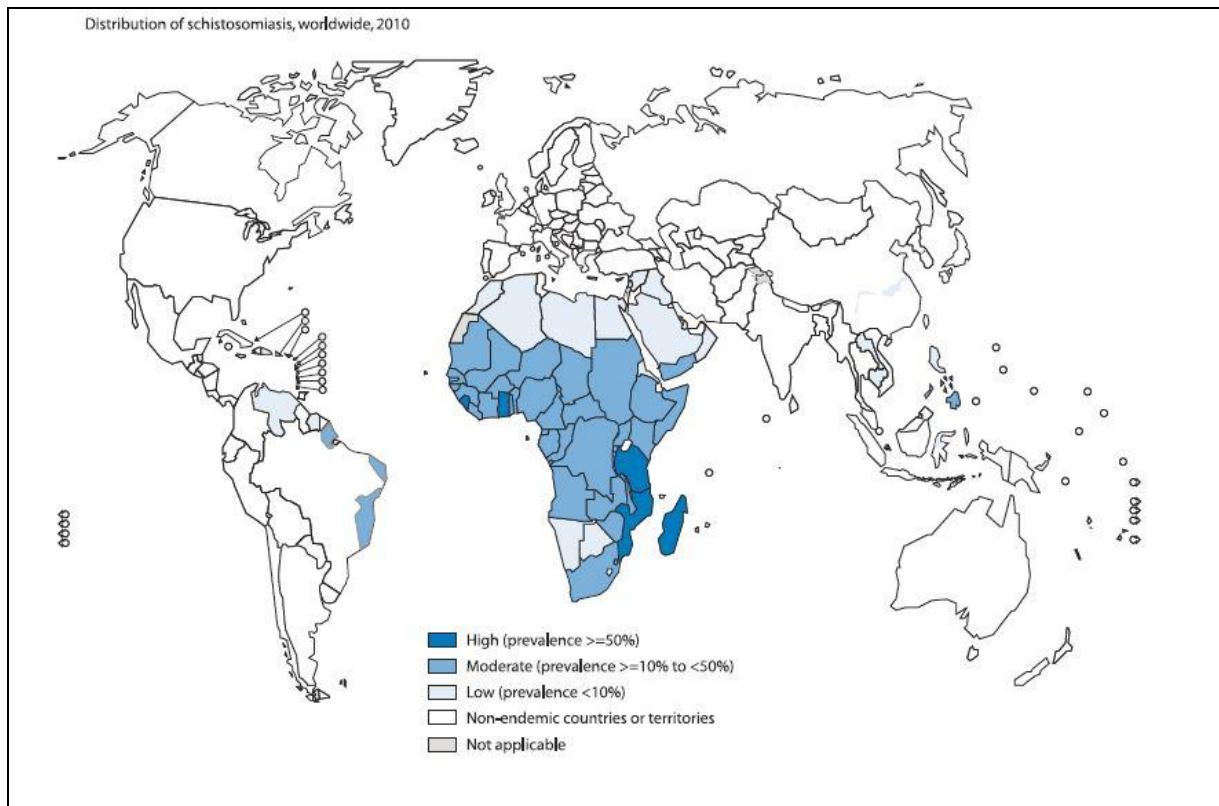 Distribution of schistosomiasis, worldwide, 2010
High (prevalence >=50%)
Moderate (prevalence >=10% to <50%)
Low (prevalence <10%)
Non-endemic countries or territories
Not applicable